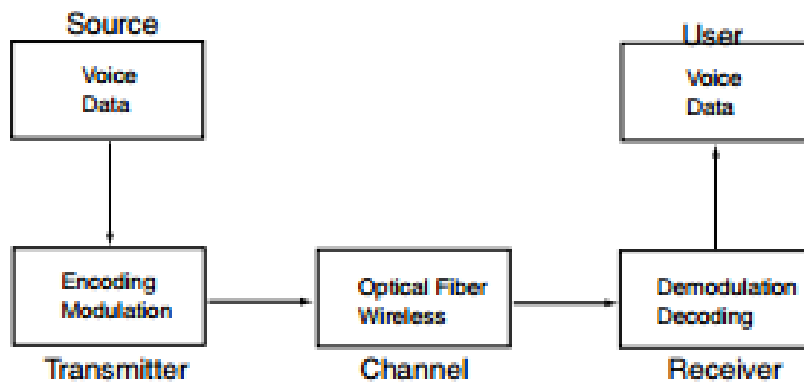 Source
Voice
Data
User
Voice
Data
Encoding
Modulation
Transmitter
Optical Fiber
Wireless
Channel
Demodulation
Decoding
Receiver